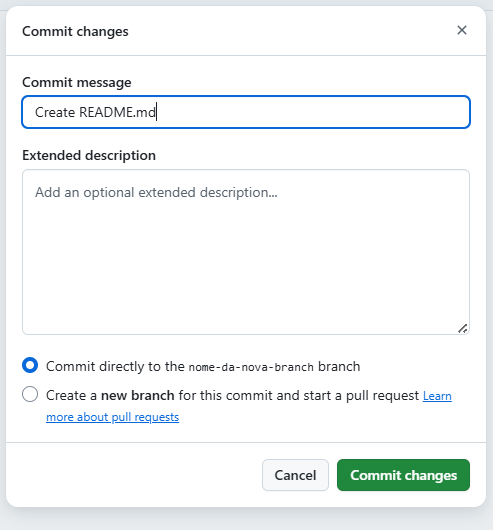 Commit changes
Commit message
Create README.md
Extended description
Add an optional extended description...
Commit directly to the nome-da-nova-branch branch
Create a new branch for this commit and start a pull request Learn
more about pull requests
Cancel Commit changes